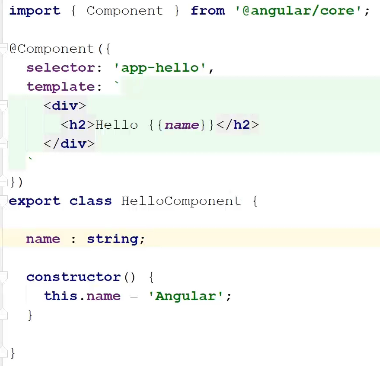 import { Component } from '@angular/core';
@Component({
  selector: 'app-hello',
  template: `
    <div>
      <h2>Hello {{name}}</h2>
    </div>
  `
})
export class HelloComponent {
  name : string;
  constructor() {
    this.name = 'Angular';
  }
}